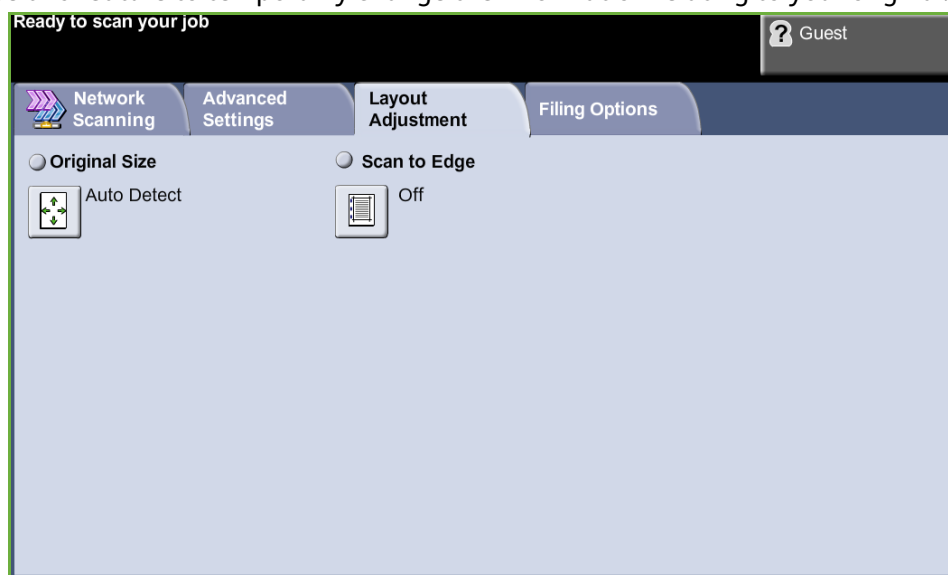 Ready to scan your job
Guest
Network
Scanning
Advanced
Settings
Layout
Adjustment
Filing Options
Original Size
Auto Detect
Scan to Edge
Off